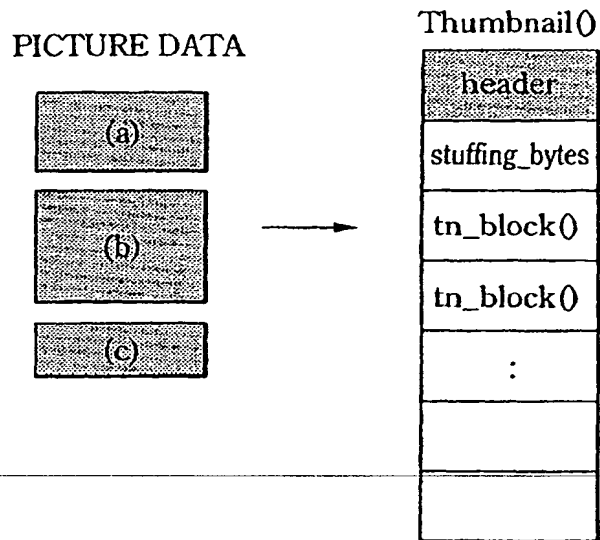 PICTURE DATA
(a)
(b)
(c)
Thumbnail()
header
stuffing_bytes
tn_block()
tn_block()
: